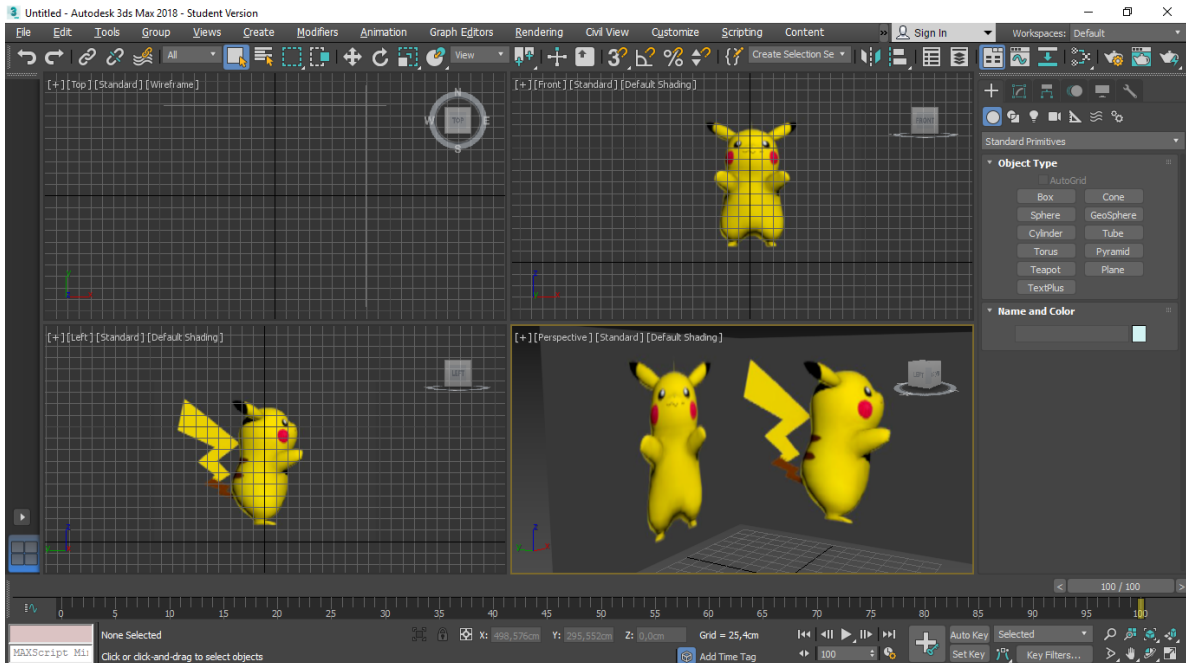 Untitled - Autodesk 3ds Max 2018 - Student Version
File Edit Tools Group Views Create Modifiers Animation Graph Editors Rendering Civil View Customize Scripting Content » Sign In Workspaces: Default
All View 3 Create Selection Se
[+][Top][Standard][Wireframe]
N
W TOP E
S
[+][Front][Standard][Default Shading]
FRONT
Standard Primitives
Object Type
AutoGrid
Box Cone
Sphere GeoSphere
Cylinder Tube
Torus Pyramid
Teapot Plane
TextPlus
Name and Color
[+][Left][Standard][Default Shading]
LEFT
[+][Perspective][Standard][Default Shading]
LEFT
< 100 / 100 >
0 5 10 15 20 25 30 35 40 45 50 55 60 65 70 75 80 85 90 95 100
None Selected X: 498,576cm Y: 295,552cm Z: 0,0cm Grid = 25,4cm Auto Key Selected
MAXScript Mi Click or click-and-drag to select objects Add Time Tag 100 Set Key Key Filters...